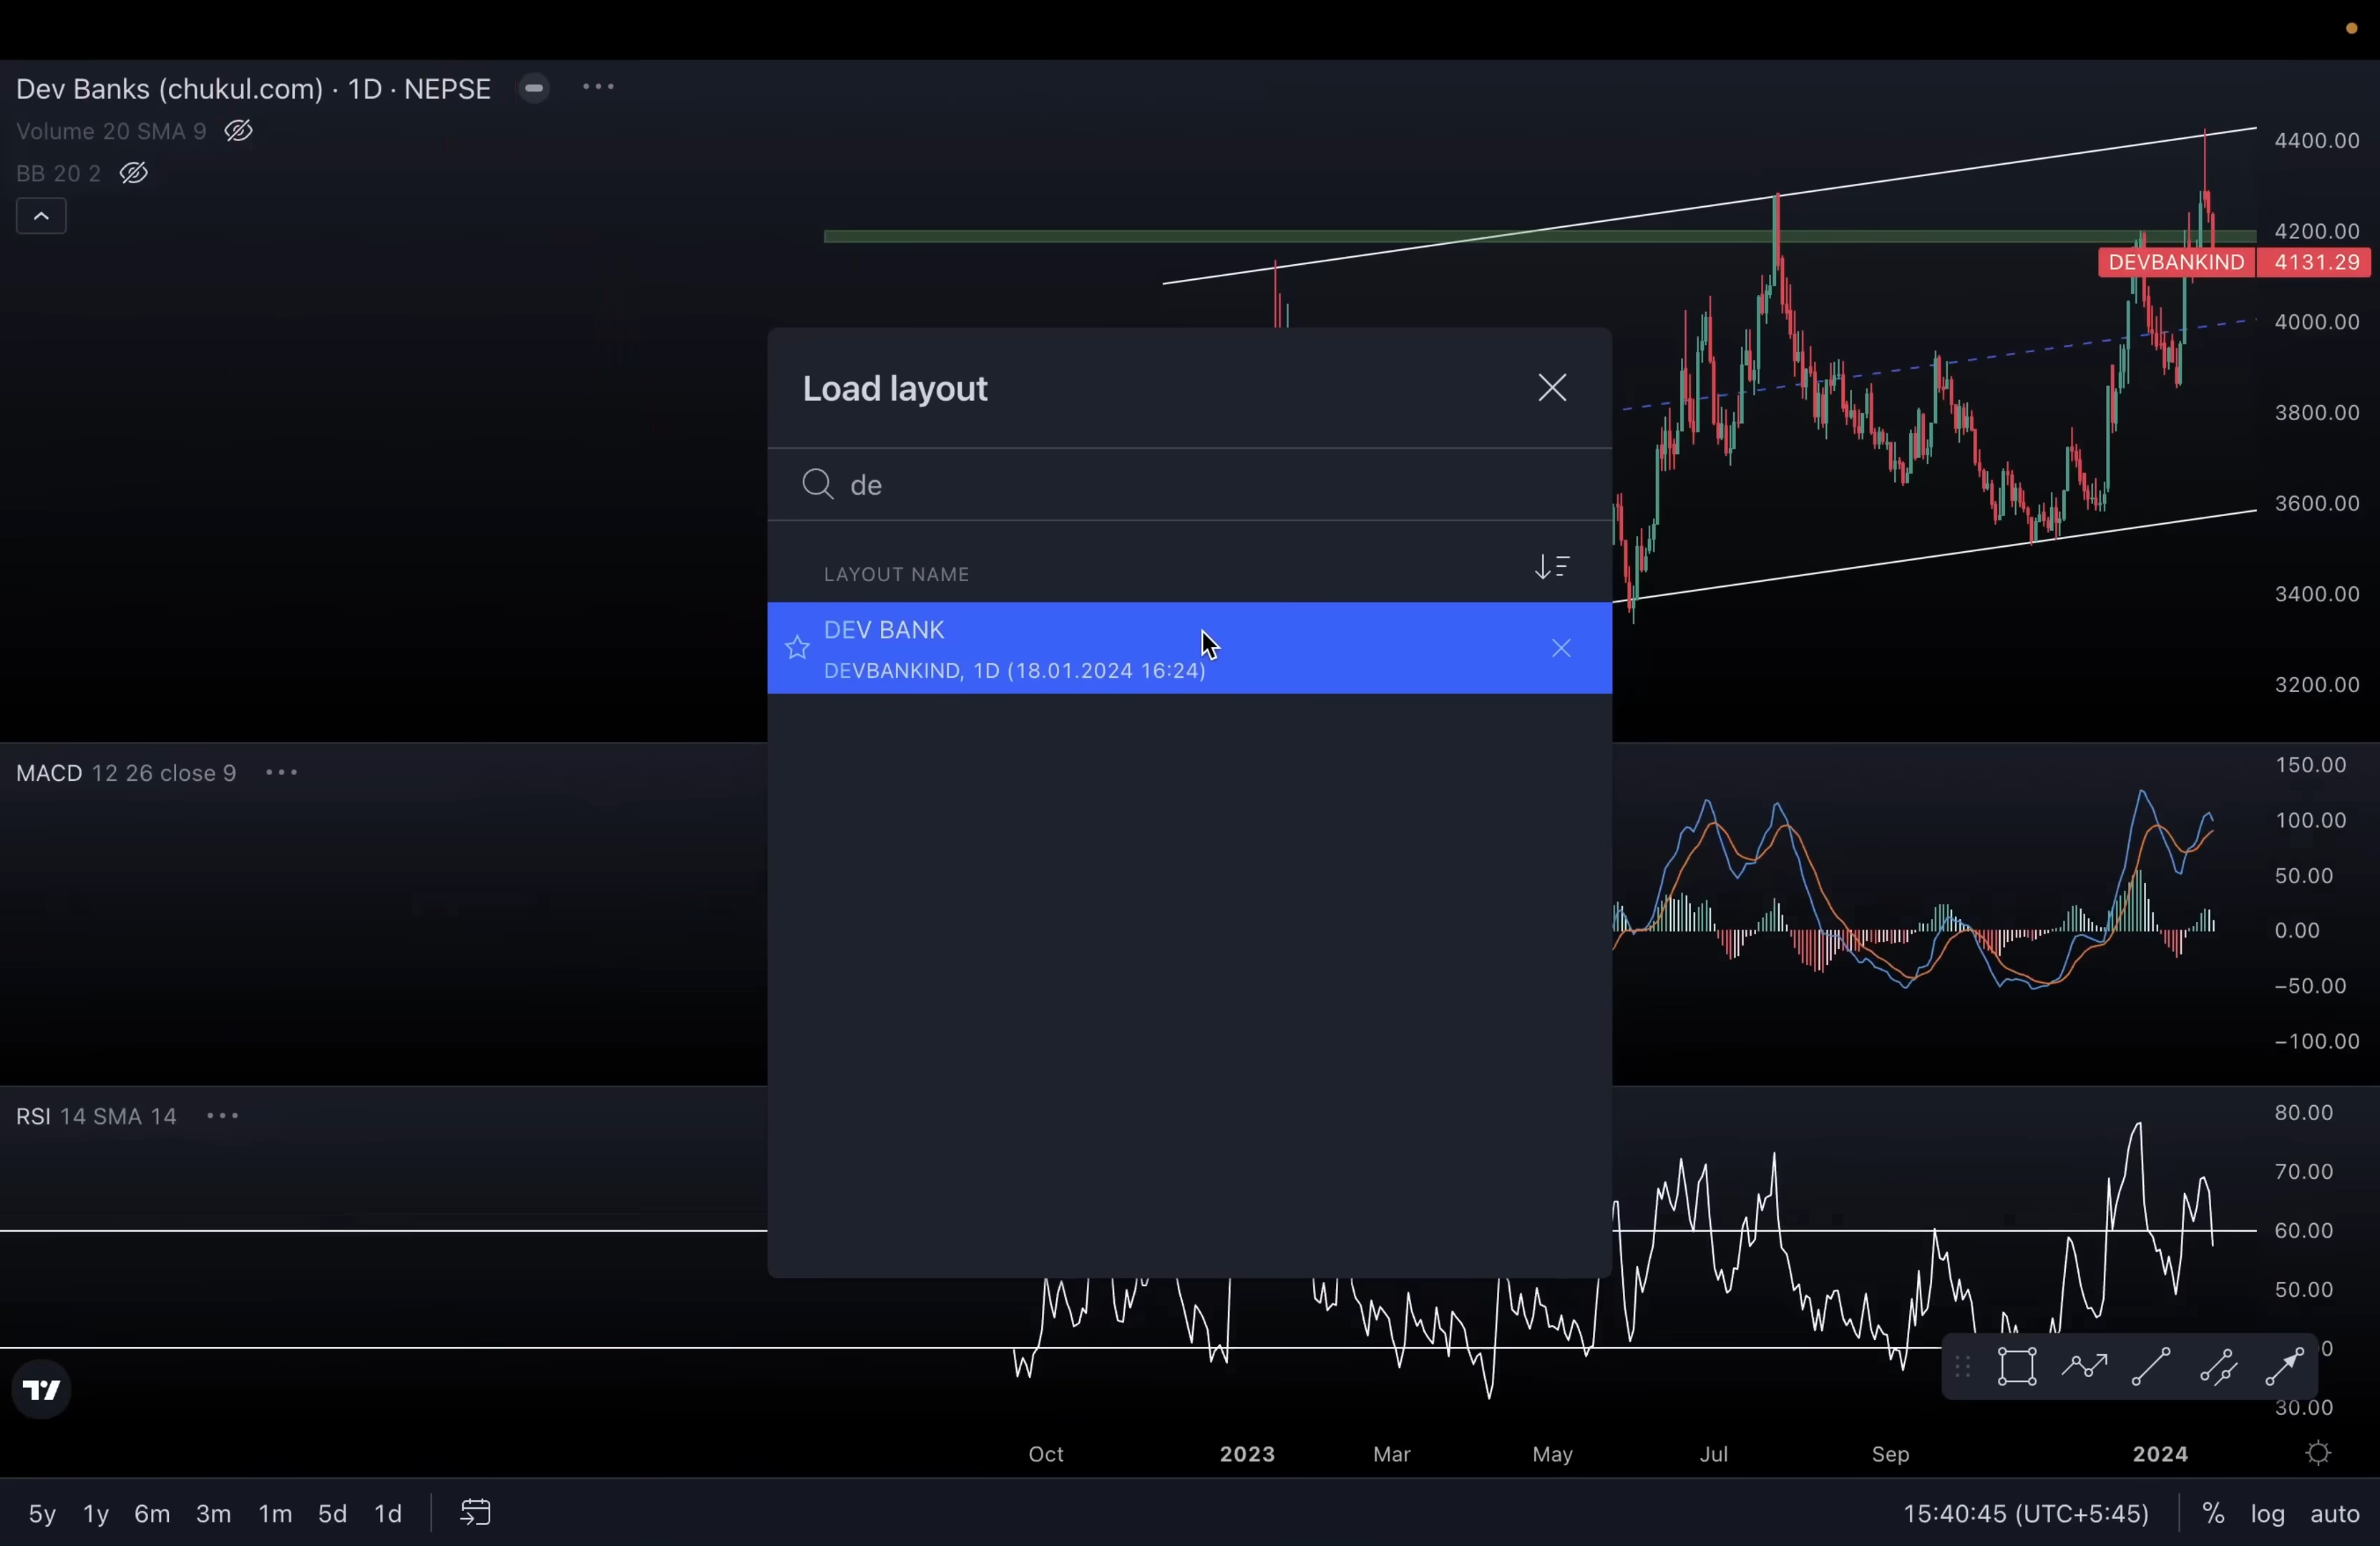 Dev Banks (chukul.com) · 1D · NEPSE
Volume 20 SMA 9
BB 20 2
4400.00
4200.00
DEVBANKIND 4131.29
4000.00
3800.00
3600.00
3400.00
3200.00
Load layout
de
LAYOUT NAME
DEV BANK
DEVBANKIND, 1D (18.01.2024 16:24)
MACD 12 26 close 9
150.00
100.00
50.00
0.00
−50.00
−100.00
RSI 14 SMA 14
80.00
70.00
60.00
50.00
30.00
Oct 2023 Mar May Jul Sep 2024
5y 1y 6m 3m 1m 5d 1d
15:40:45 (UTC+5:45) % log auto